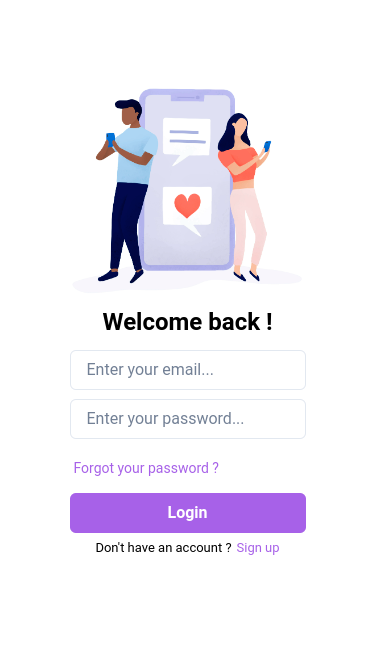 Welcome back !
Enter your email...
Enter your password...
Forgot your password ?
Login
Don't have an account ? Sign up